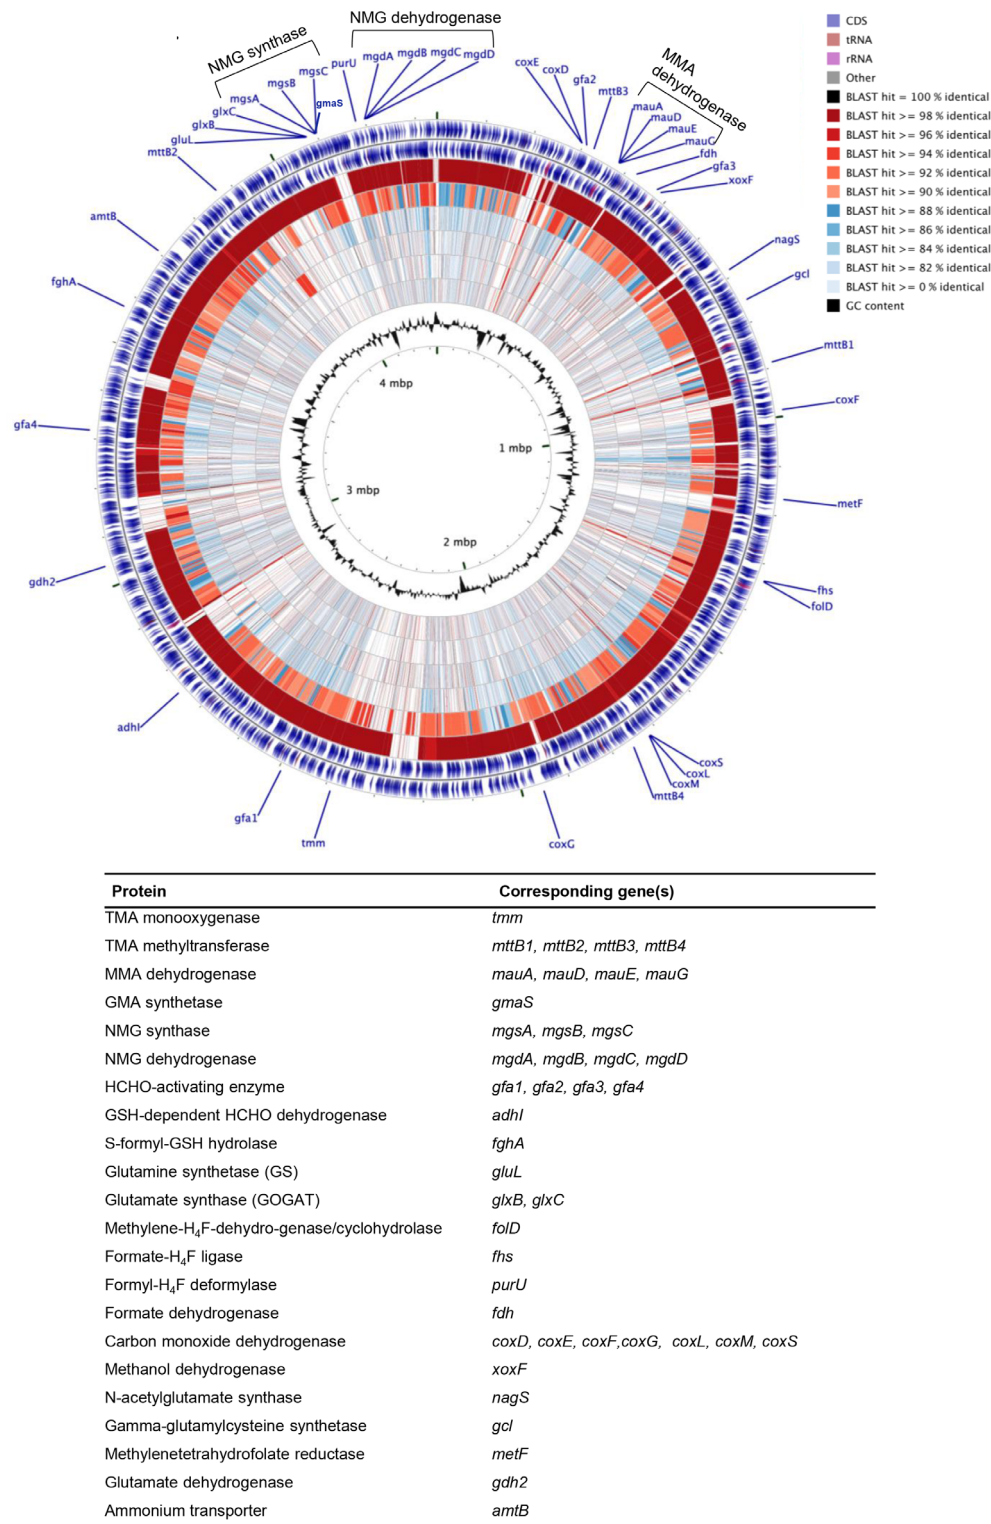 NMG dehydrogenase
NMG synthase
MMA
dehydrogenase
gluL
glxB
glxC
mgsA
mgsB
mgsC
gmaS
purU
mgdA
mgdB
mgdC
mgdD
coxE
coxD
gfa2
mttB3
mauA
mauD
mauE
mauG
fdh
gfa3
xoxF
nagS
gcl
mttB1
coxF
metF
fhs
folD
coxS
coxL
coxM
mttB4
coxG
tmm
gfa1
adhI
gdh2
gfa4
fghA
amtB
mttB2
4 mbp
1 mbp
3 mbp
2 mbp
CDS
tRNA
rRNA
Other
BLAST hit = 100 % identical
BLAST hit >= 98 % identical
BLAST hit >= 96 % identical
BLAST hit >= 94 % identical
BLAST hit >= 92 % identical
BLAST hit >= 90 % identical
BLAST hit >= 88 % identical
BLAST hit >= 86 % identical
BLAST hit >= 84 % identical
BLAST hit >= 82 % identical
BLAST hit >= 0 % identical
GC content
Protein Corresponding gene(s)
TMA monooxygenase tmm
TMA methyltransferase mttB1, mttB2, mttB3, mttB4
MMA dehydrogenase mauA, mauD, mauE, mauG
GMA synthetase gmaS
NMG synthase mgsA, mgsB, mgsC
NMG dehydrogenase mgdA, mgdB, mgdC, mgdD
HCHO-activating enzyme gfa1, gfa2, gfa3, gfa4
GSH-dependent HCHO dehydrogenase adhI
S-formyl-GSH hydrolase fghA
Glutamine synthetase (GS) gluL
Glutamate synthase (GOGAT) glxB, glxC
Methylene-H4F-dehydro-genase/cyclohydrolase folD
Formate-H4F ligase fhs
Formyl-H4F deformylase purU
Formate dehydrogenase fdh
Carbon monoxide dehydrogenase coxD, coxE, coxF,coxG, coxL, coxM, coxS
Methanol dehydrogenase xoxF
N-acetylglutamate synthase nagS
Gamma-glutamylcysteine synthetase gcl
Methylenetetrahydrofolate reductase metF
Glutamate dehydrogenase gdh2
Ammonium transporter amtB